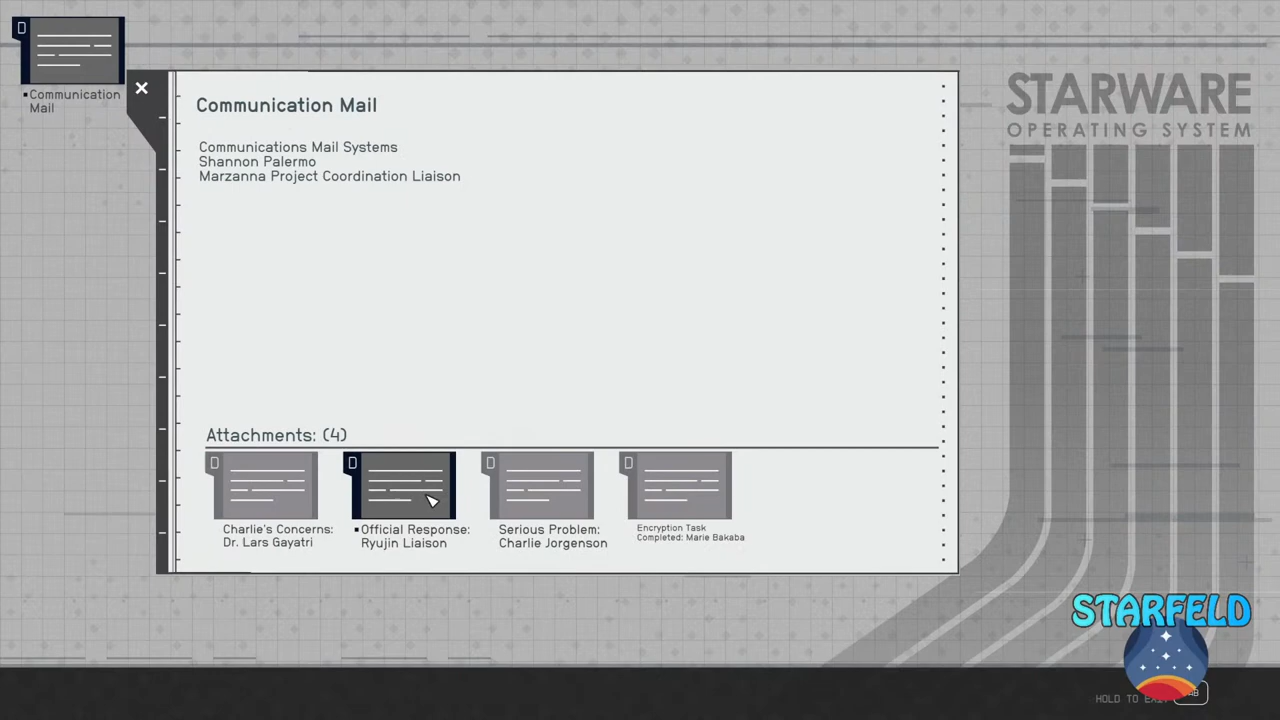 D
Communication
Mail
×
Communication Mail
Communications Mail Systems
Shannon Palermo
Marzanna Project Coordination Liaison
STARWARE
OPERATING SYSTEM
Attachments: (4)
D
D
D
D
Charlie's Concerns:
Dr. Lars Gayatri
Official Response:
Ryujin Liaison
Serious Problem:
Charlie Jorgenson
Encryption Task
Completed: Marie Bakaba
STARFELD
HOLD TO EXIT